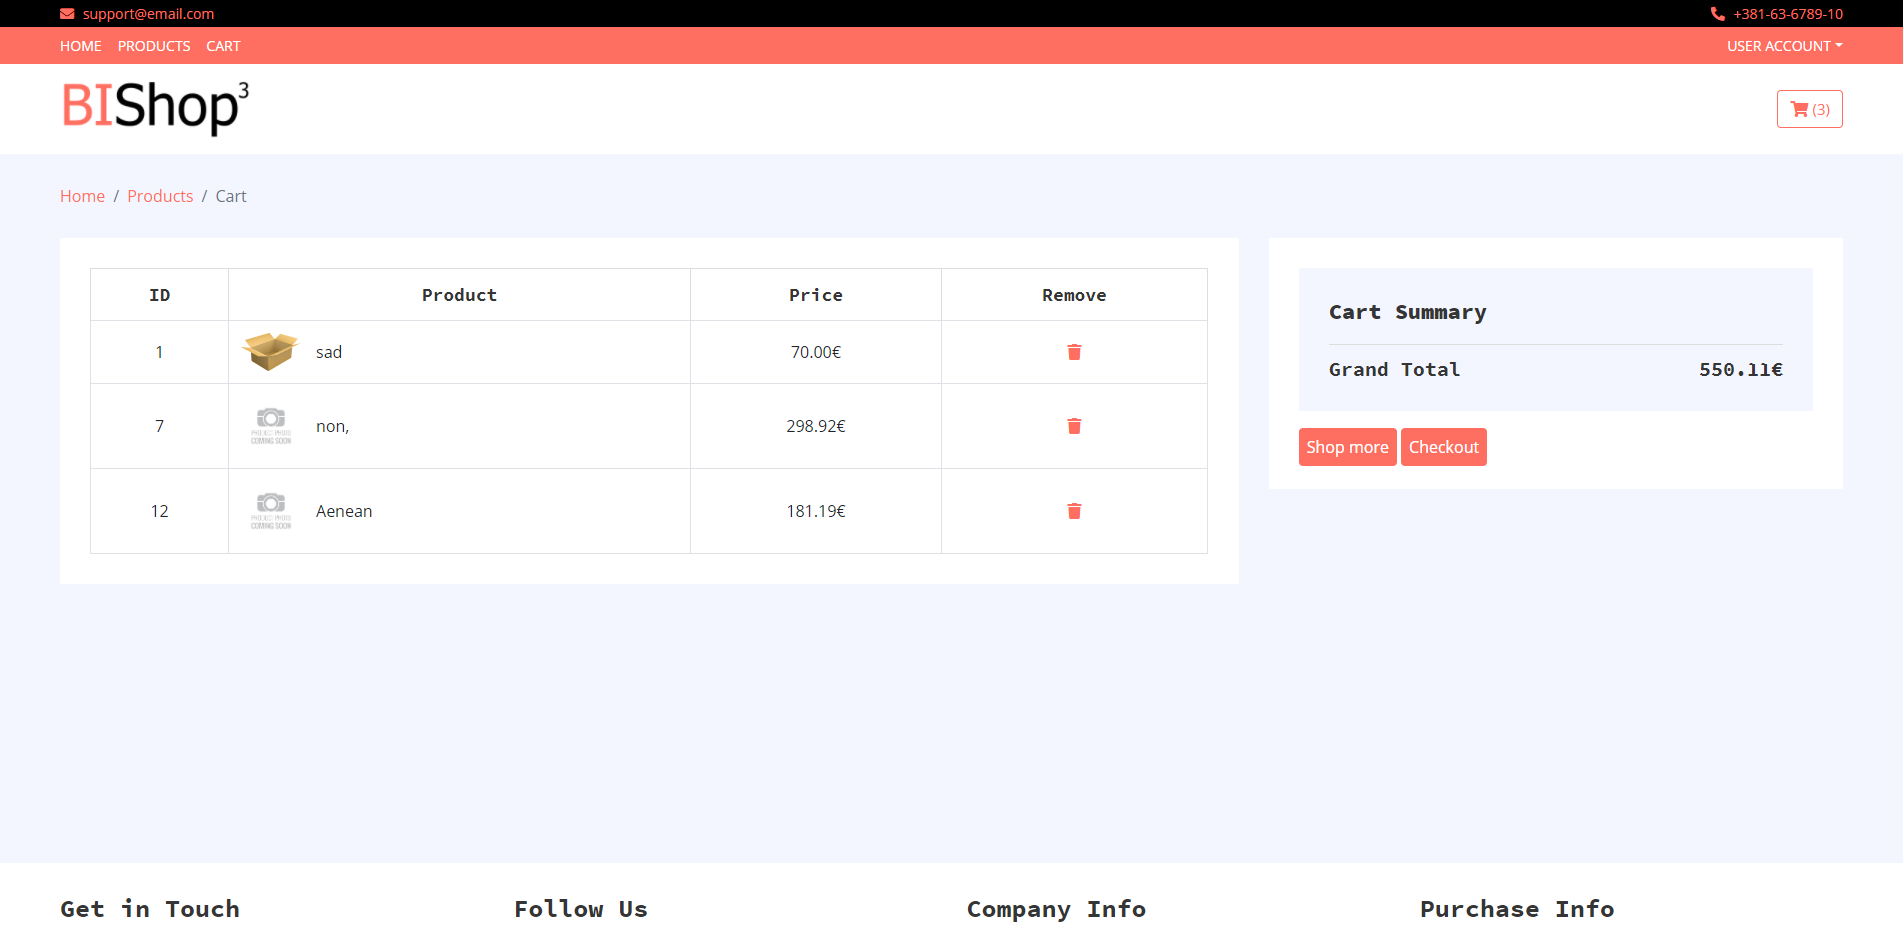 support@email.com +381-63-6789-10
HOME PRODUCTS CART USER ACCOUNT
BIShop³ (3)
Home / Products / Cart
ID Product Price Remove
1 sad 70.00€
7 PRODUCT PHOTO COMING SOON non, 298.92€
12 PRODUCT PHOTO COMING SOON Aenean 181.19€
Cart Summary
Grand Total 550.11€
Shop more Checkout
Get in Touch Follow Us Company Info Purchase Info